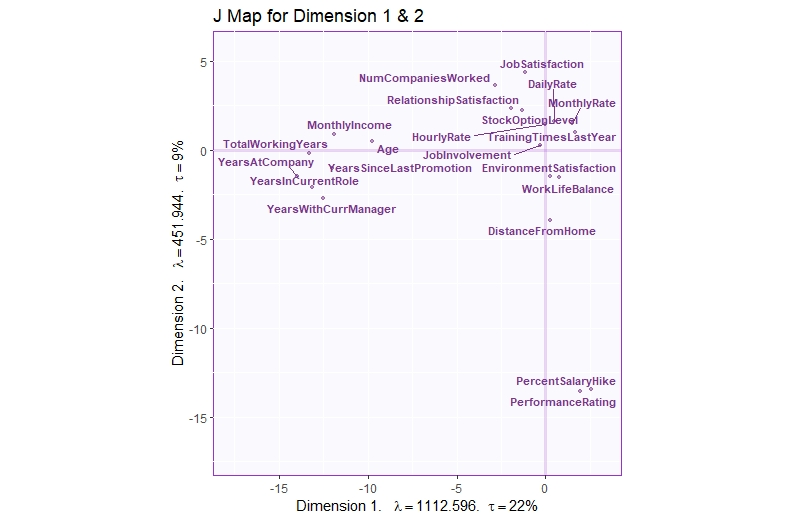 J Map for Dimension 1 & 2
Dimension 2.   λ = 451.944.  τ = 9%
5
0
-5
-10
-15
JobSatisfaction
NumCompaniesWorked
DailyRate
RelationshipSatisfaction
MonthlyRate
StockOptionLevel
MonthlyIncome
HourlyRate
TrainingTimesLastYear
TotalWorkingYears
Age
JobInvolvement
YearsAtCompany
YearsSinceLastPromotion
EnvironmentSatisfaction
YearsInCurrentRole
WorkLifeBalance
YearsWithCurrManager
DistanceFromHome
PercentSalaryHike
PerformanceRating
-15
-10
-5
0
Dimension 1.   λ = 1112.596.  τ = 22%